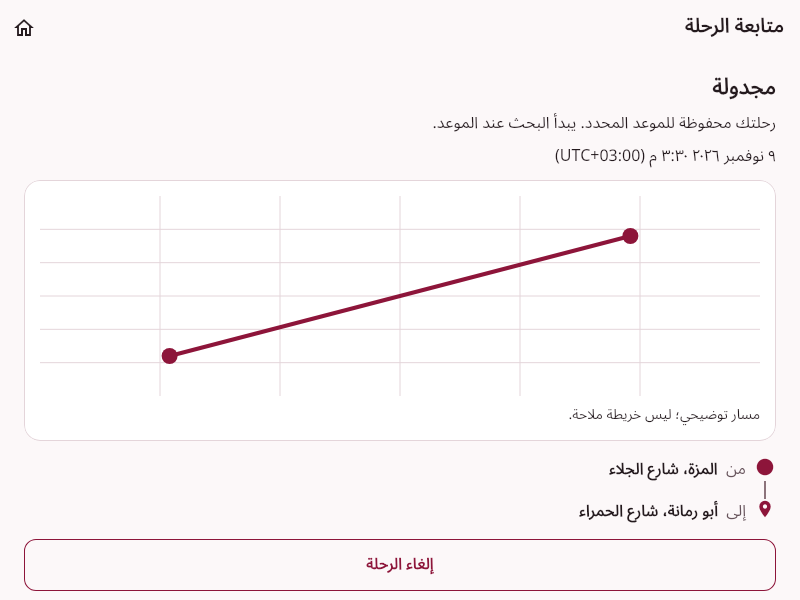 متابعة الرحلة
مجدولة
رحلتك محفوظة للموعد المحدد. يبدأ البحث عند الموعد.
٩ نوفمبر ٢٠٢٦ ٣:٣٠ م (UTC+03:00)
مسار توضيحي؛ ليس خريطة ملاحة.
من المزة، شارع الجلاء
إلى أبو رمانة، شارع الحمراء
إلغاء الرحلة